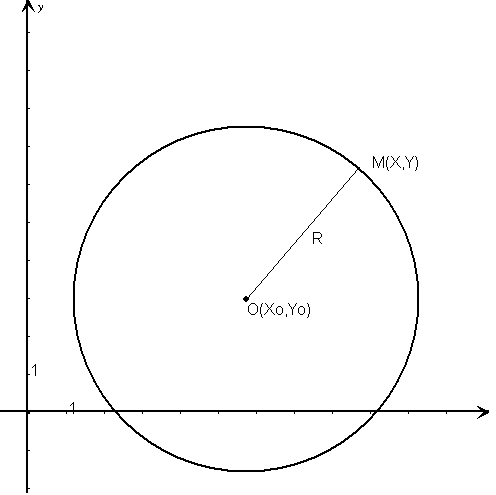 y
M(X,Y)
R
O(Xo,Yo)
1
1